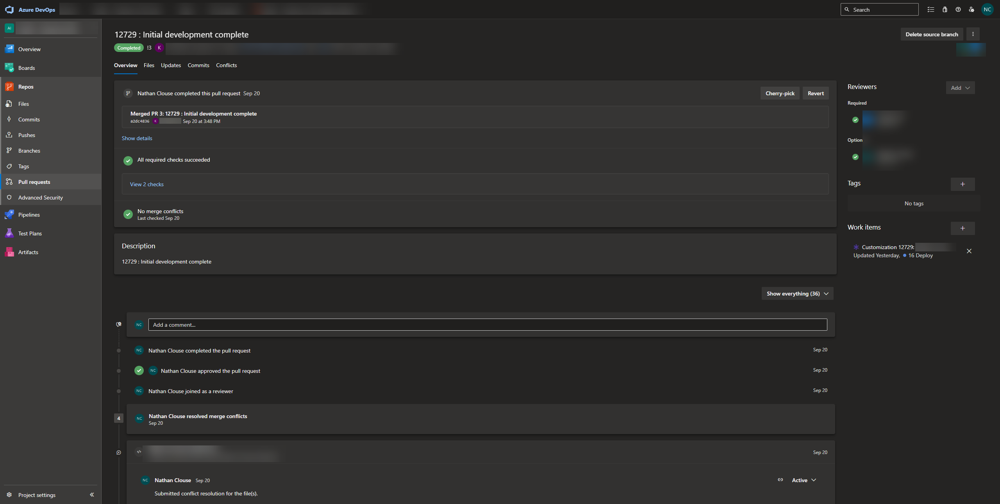 Azure DevOps
Search
NC
AI
Overview
Boards
Repos
Files
Commits
Pushes
Branches
Tags
Pull requests
Advanced Security
Pipelines
Test Plans
Artifacts
Project settings
12729 : Initial development complete
Delete source branch
Completed !3 K
Overview Files Updates Commits Conflicts
Nathan Clouse completed this pull request Sep 20
Cherry-pick Revert
Merged PR 3: 12729 : Initial development complete
a2dc4836 K Sep 20 at 3:48 PM
Show details
All required checks succeeded
View 2 checks
No merge conflicts
Last checked Sep 20
Description
12729 : Initial development complete
Show everything (36)
NC Add a comment...
NC Nathan Clouse completed the pull request Sep 20
NC Nathan Clouse approved the pull request Sep 20
NC Nathan Clouse joined as a reviewer Sep 20
4 NC Nathan Clouse resolved merge conflicts
Sep 20
Sep 20
NC Nathan Clouse Sep 20 Active
Submitted conflict resolution for the file(s).
Reviewers Add
Required
Option
Tags
No tags
Work items
Customization 12729:
Updated Yesterday, 16 Deploy